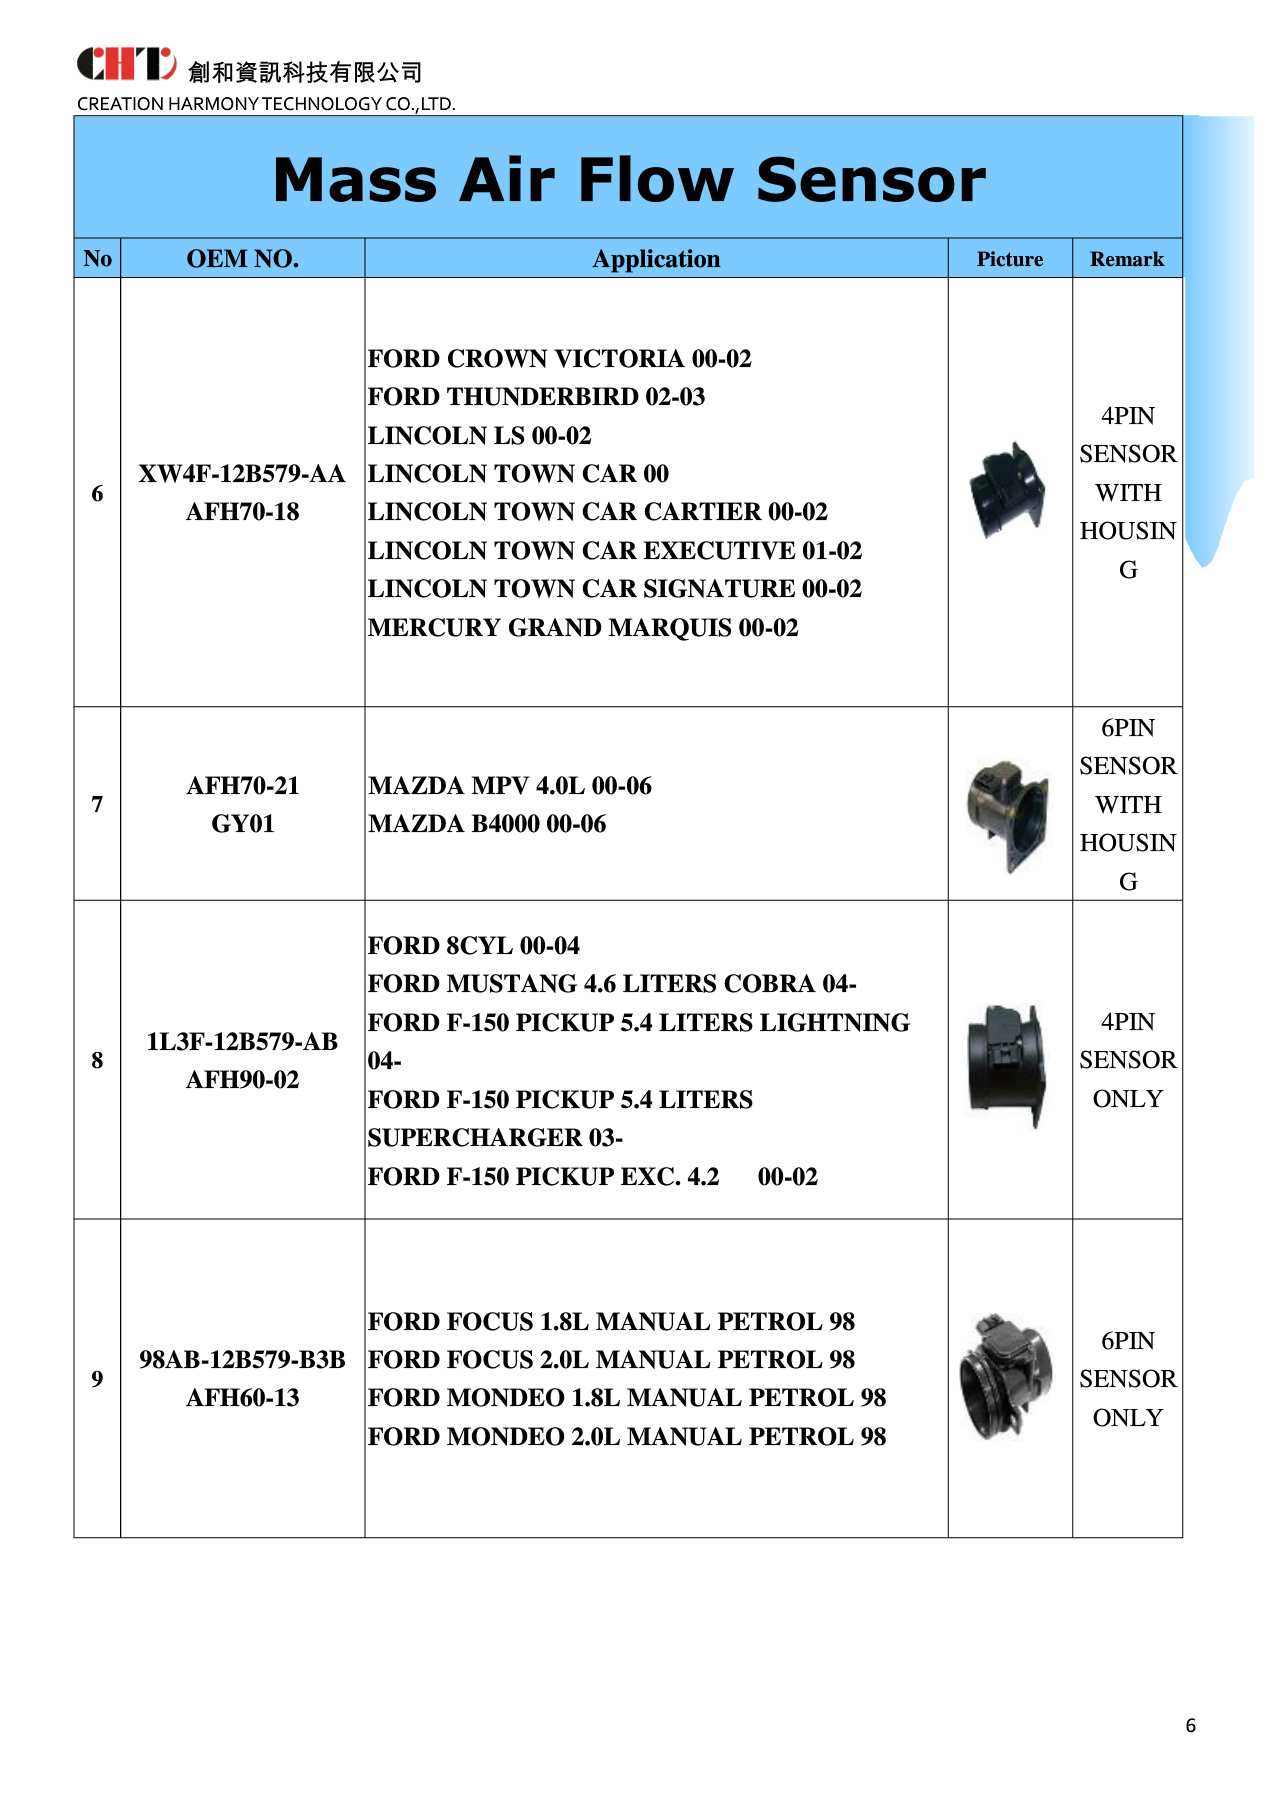 CHT
創和資訊科技有限公司
CREATION HARMONY TECHNOLOGY CO.,LTD.
Mass Air Flow Sensor
No OEM NO. Application Picture Remark
6
XW4F-12B579-AA
AFH70-18
FORD CROWN VICTORIA 00-02
FORD THUNDERBIRD 02-03
LINCOLN LS 00-02
LINCOLN TOWN CAR 00
LINCOLN TOWN CAR CARTIER 00-02
LINCOLN TOWN CAR EXECUTIVE 01-02
LINCOLN TOWN CAR SIGNATURE 00-02
MERCURY GRAND MARQUIS 00-02
4PIN
SENSOR
WITH
HOUSIN
G
7
AFH70-21
GY01
MAZDA MPV 4.0L 00-06
MAZDA B4000 00-06
6PIN
SENSOR
WITH
HOUSIN
G
8
1L3F-12B579-AB
AFH90-02
FORD 8CYL 00-04
FORD MUSTANG 4.6 LITERS COBRA 04-
FORD F-150 PICKUP 5.4 LITERS LIGHTNING
04-
FORD F-150 PICKUP 5.4 LITERS
SUPERCHARGER 03-
FORD F-150 PICKUP EXC. 4.2 00-02
4PIN
SENSOR
ONLY
9
98AB-12B579-B3B
AFH60-13
FORD FOCUS 1.8L MANUAL PETROL 98
FORD FOCUS 2.0L MANUAL PETROL 98
FORD MONDEO 1.8L MANUAL PETROL 98
FORD MONDEO 2.0L MANUAL PETROL 98
6PIN
SENSOR
ONLY
6